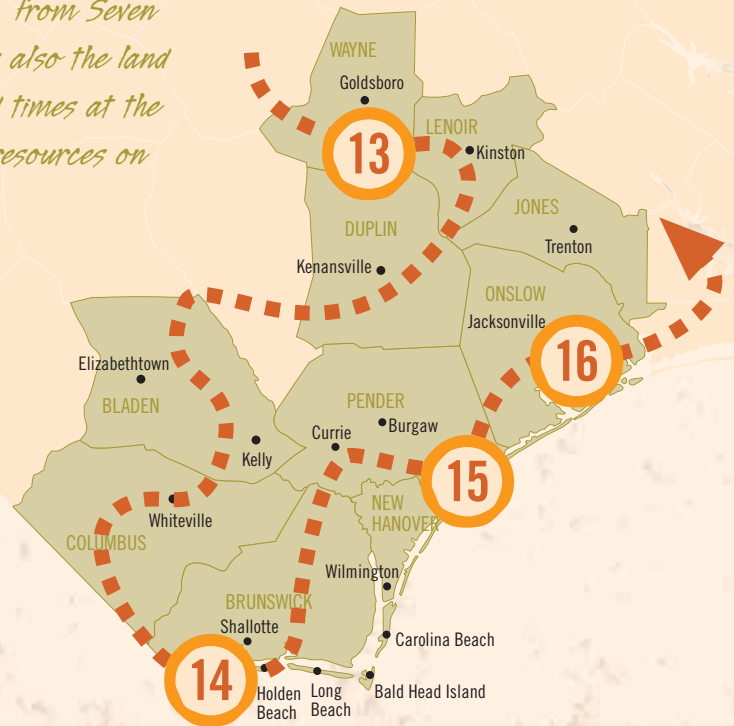 from Seven
also the land
times at the
resources on
WAYNE
Goldsboro
13
LENOIR
Kinston
JONES
Trenton
DUPLIN
Kenansville
ONSLOW
Jacksonville
16
Elizabethtown
BLADEN
Kelly
PENDER
Burgaw
Currie
15
NEW
HANOVER
Whiteville
COLUMBUS
Wilmington
BRUNSWICK
Shallotte
Carolina Beach
14
Holden
Beach
Long
Beach
Bald Head Island